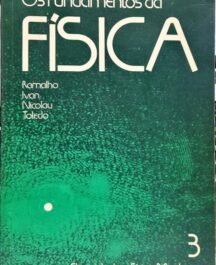 Os Fundamentos da
FÍSICA
Ramalho
Ivan
Nicolau
Toledo
3